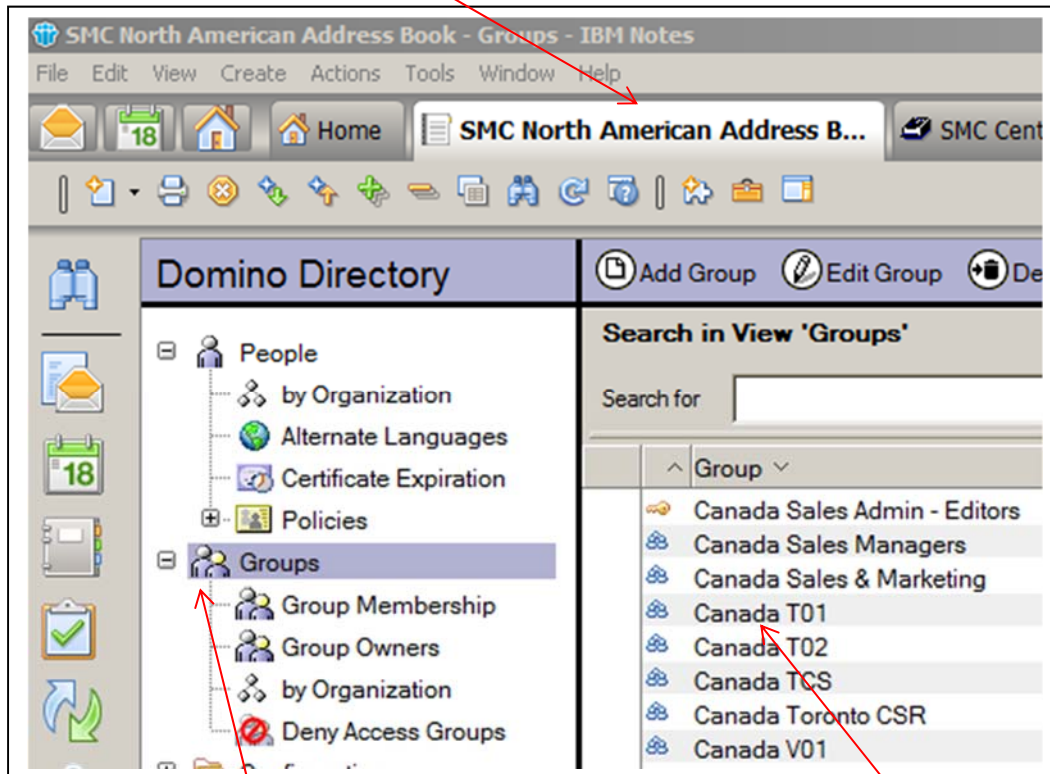 SMC North American Address Book - Groups - IBM Notes
File Edit View Create Actions Tools Window Help
18 Home SMC North American Address B... SMC Cent
Domino Directory
Add Group Edit Group De
Search in View 'Groups'
Search for
18
People
by Organization
Alternate Languages
Certificate Expiration
Policies
Groups
Group Membership
Group Owners
by Organization
Deny Access Groups
Group
Canada Sales Admin - Editors
Canada Sales Managers
Canada Sales & Marketing
Canada T01
Canada T02
Canada TCS
Canada Toronto CSR
Canada V01